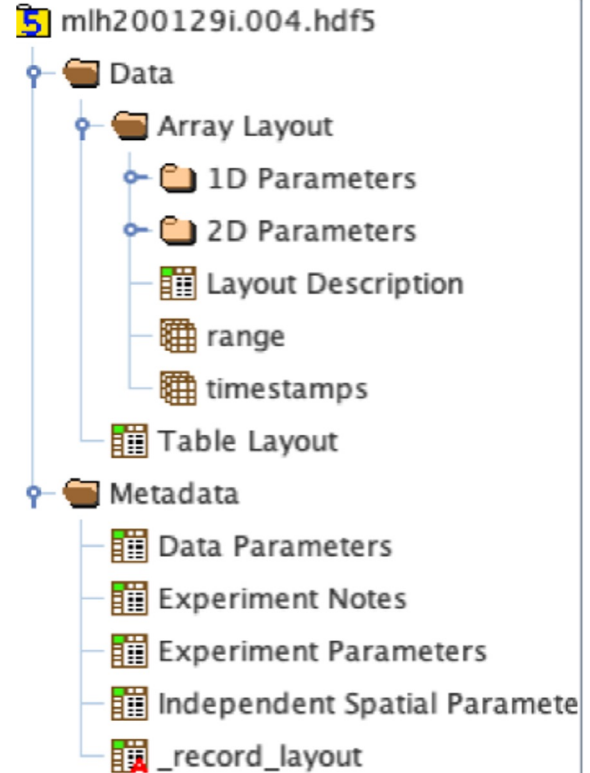 5 mlh200129i.004.hdf5
Data
Array Layout
1D Parameters
2D Parameters
Layout Description
range
timestamps
Table Layout
Metadata
Data Parameters
Experiment Notes
Experiment Parameters
Independent Spatial Paramete
A _record_layout